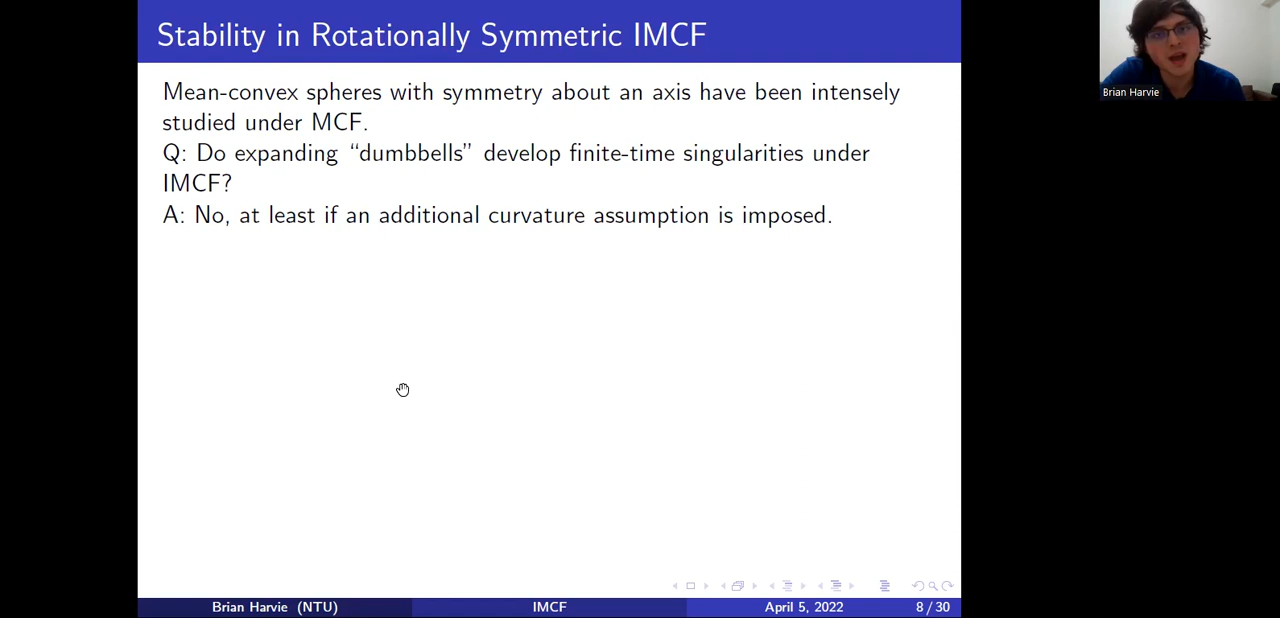 Stability in Rotationally Symmetric IMCF
Mean-convex spheres with symmetry about an axis have been intensely
studied under MCF.
Q: Do expanding “dumbbells” develop finite-time singularities under
IMCF?
A: No, at least if an additional curvature assumption is imposed.
Brian Harvie
Brian Harvie (NTU)
IMCF
April 5, 2022
8 / 30